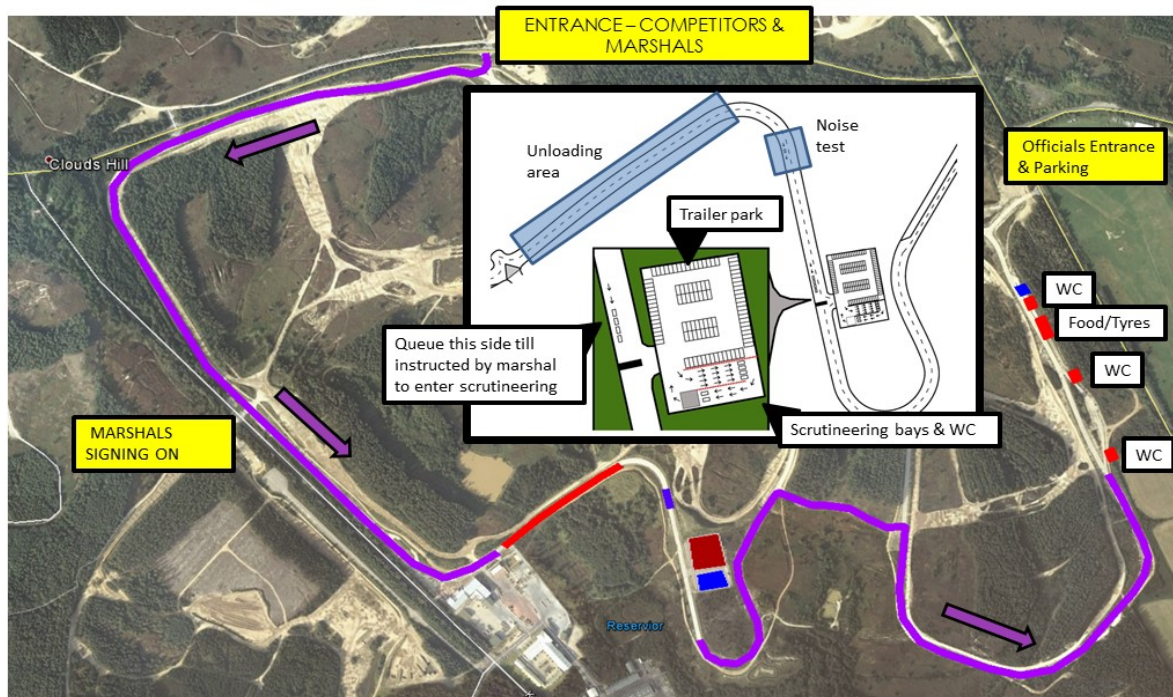 ENTRANCE – COMPETITORS &
MARSHALS
Clouds Hill
Unloading
area
Noise
test
Officials Entrance
& Parking
Trailer park
WC
Food/Tyres
Queue this side till
instructed by marshal
to enter scrutineering
WC
MARSHALS
SIGNING ON
Scrutineering bays & WC
WC
Reservior